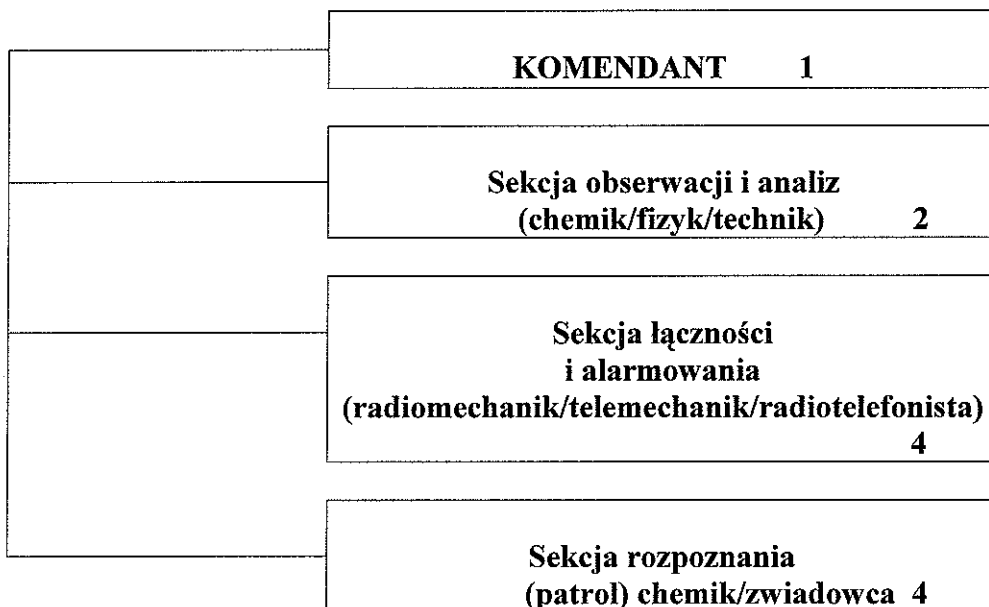 KOMENDANT 1
Sekcja obserwacji i analiz
(chemik/fizyk/technik) 2
Sekcja łączności
i alarmowania
(radiomechanik/telemechanik/radiotelefonista)
4
Sekcja rozpoznania
(patrol) chemik/zwiadowca 4